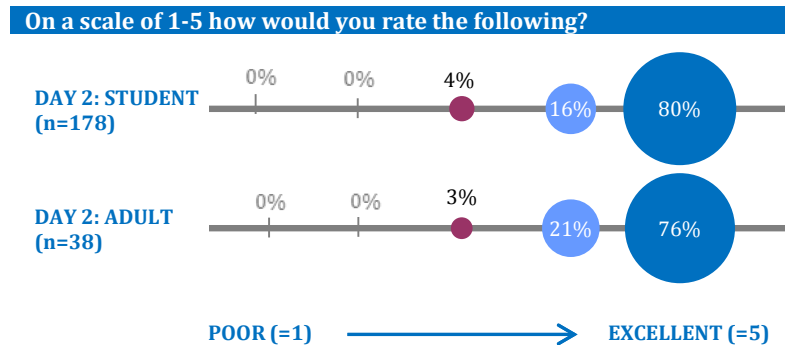 On a scale of 1-5 how would you rate the following?
0% 0% 4% 16% 80%
DAY 2: STUDENT
(n=178)
0% 0% 3% 21% 76%
DAY 2: ADULT
(n=38)
POOR (=1) EXCELLENT (=5)